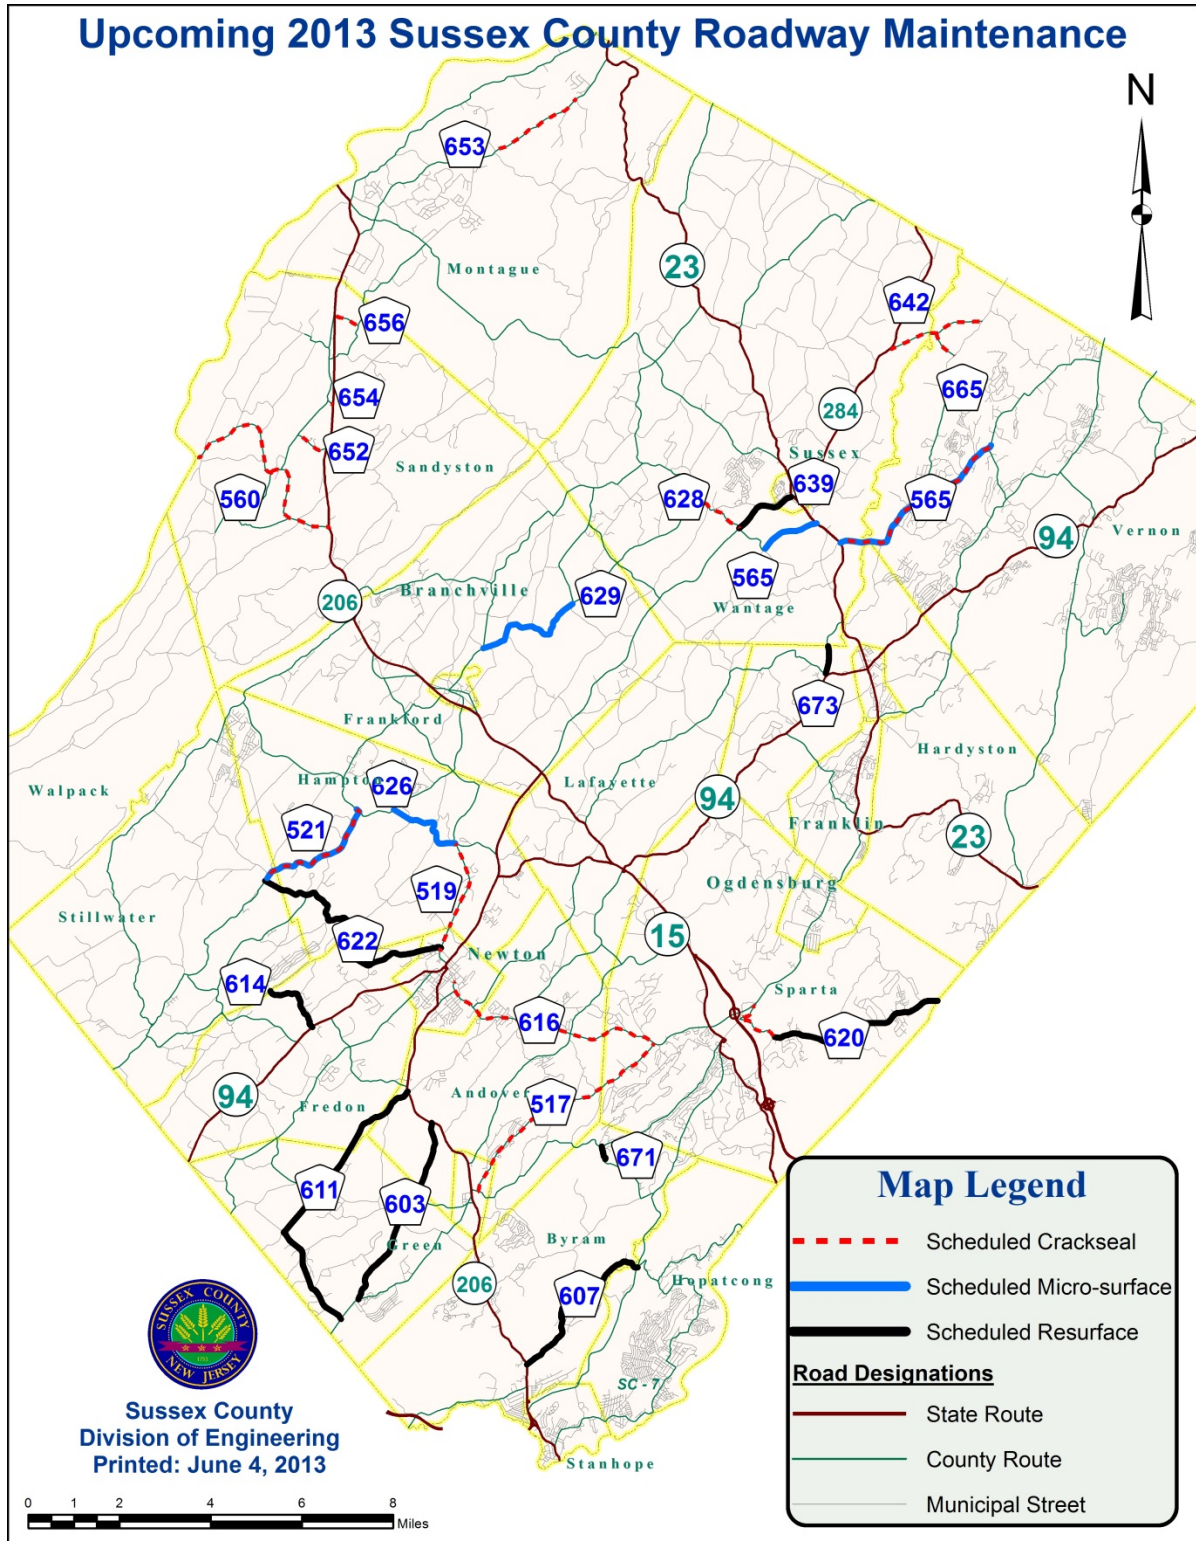 Upcoming 2013 Sussex County Roadway Maintenance
N
653
23
Montague
642
656
665
654
284
652
Sussex
Sandyston
639
560
628
565
94
Vernon
565
206
Branchville
629
Wantage
673
Frankford
Hardyston
Hampton
626
Lafayette
Walpack
94
521
Franklin
23
519
Ogdensburg
Stillwater
15
622
Newton
614
Sparta
616
620
94
Andover
517
Fredon
671
611
603
Green
Byram
206
607
Hopatcong
SC - 7
Stanhope
Map Legend
Scheduled Crackseal
Scheduled Micro-surface
Scheduled Resurface
Road Designations
State Route
County Route
Municipal Street
SUSSEX COUNTY
1753
NEW JERSEY
Sussex County
Division of Engineering
Printed: June 4, 2013
0 1 2 4 6 8
Miles